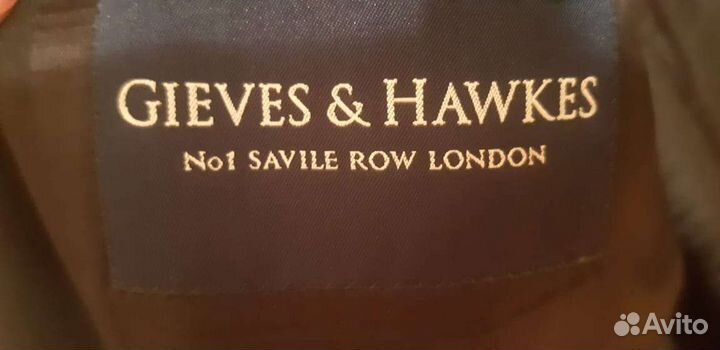 GIEVES & HAWKES
No1 SAVILE ROW LONDON
Avito